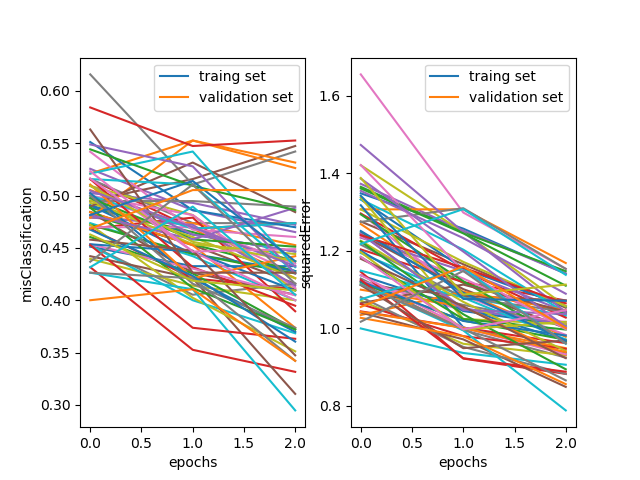 traing set
validation set
0.60
0.55
0.50
0.45
0.40
0.35
0.30
misClassification
0.0 0.5 1.0 1.5 2.0
epochs
traing set
validation set
1.6
1.4
1.2
1.0
0.8
squaredError
0.0 0.5 1.0 1.5 2.0
epochs